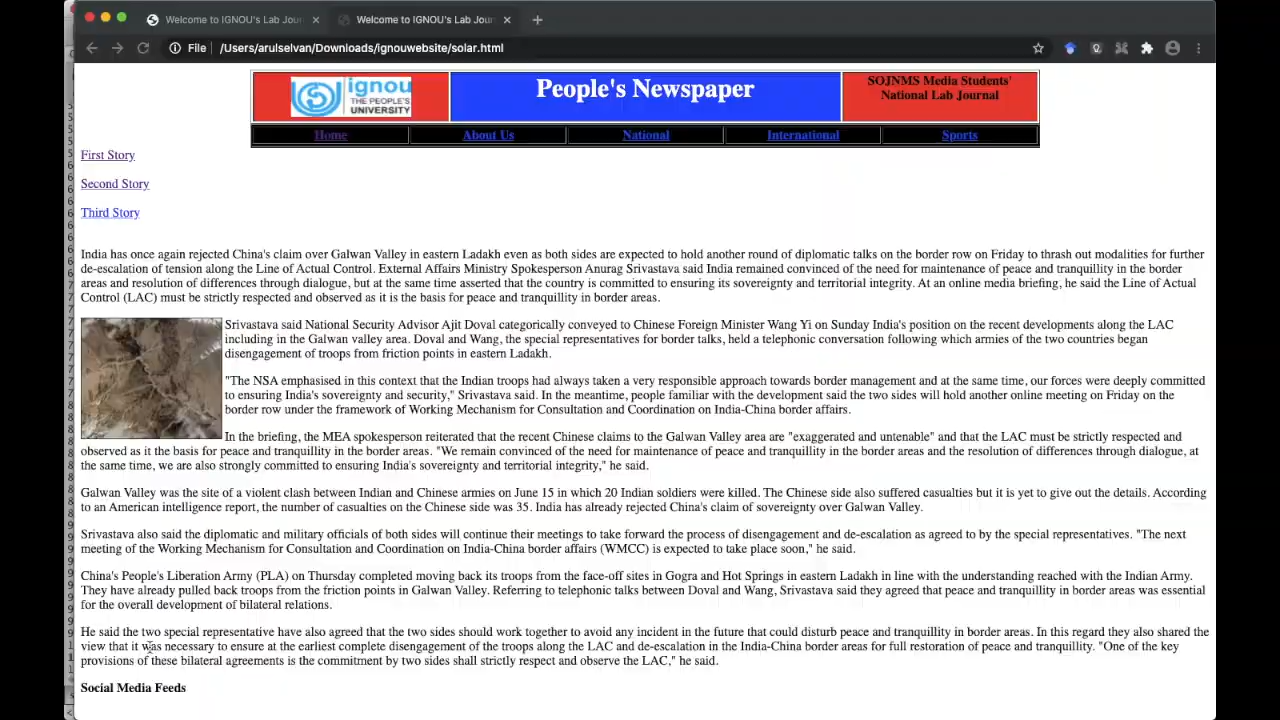 Welcome to IGNOU's Lab Jour
Welcome to IGNOU's Lab Jour
File /Users/arulselvan/Downloads/ignouwebsite/solar.html
ignou
THE PEOPLE'S
UNIVERSITY
People's Newspaper
SOJNMS Media Students'
National Lab Journal
Home About Us National International Sports
First Story
Second Story
Third Story
India has once again rejected China's claim over Galwan Valley in eastern Ladakh even as both sides are expected to hold another round of diplomatic talks on the border row on Friday to thrash out modalities for further
de-escalation of tension along the Line of Actual Control. External Affairs Ministry Spokesperson Anurag Srivastava said India remained convinced of the need for maintenance of peace and tranquillity in the border
areas and resolution of differences through dialogue, but at the same time asserted that the country is committed to ensuring its sovereignty and territorial integrity. At an online media briefing, he said the Line of Actual
Control (LAC) must be strictly respected and observed as it is the basis for peace and tranquillity in border areas.
Srivastava said National Security Advisor Ajit Doval categorically conveyed to Chinese Foreign Minister Wang Yi on Sunday India's position on the recent developments along the LAC
including in the Galwan valley area. Doval and Wang, the special representatives for border talks, held a telephonic conversation following which armies of the two countries began
disengagement of troops from friction points in eastern Ladakh.
"The NSA emphasised in this context that the Indian troops had always taken a very responsible approach towards border management and at the same time, our forces were deeply committed
to ensuring India's sovereignty and security," Srivastava said. In the meantime, people familiar with the development said the two sides will hold another online meeting on Friday on the
border row under the framework of Working Mechanism for Consultation and Coordination on India-China border affairs.
In the briefing, the MEA spokesperson reiterated that the recent Chinese claims to the Galwan Valley area are "exaggerated and untenable" and that the LAC must be strictly respected and
observed as it the basis for peace and tranquillity in the border areas. "We remain convinced of the need for maintenance of peace and tranquillity in the border areas and the resolution of differences through dialogue, at
the same time, we are also strongly committed to ensuring India's sovereignty and territorial integrity," he said.
Galwan Valley was the site of a violent clash between Indian and Chinese armies on June 15 in which 20 Indian soldiers were killed. The Chinese side also suffered casualties but it is yet to give out the details. According
to an American intelligence report, the number of casualties on the Chinese side was 35. India has already rejected China's claim of sovereignty over Galwan Valley.
Srivastava also said the diplomatic and military officials of both sides will continue their meetings to take forward the process of disengagement and de-escalation as agreed to by the special representatives. "The next
meeting of the Working Mechanism for Consultation and Coordination on India-China border affairs (WMCC) is expected to take place soon," he said.
China's People's Liberation Army (PLA) on Thursday completed moving back its troops from the face-off sites in Gogra and Hot Springs in eastern Ladakh in line with the understanding reached with the Indian Army.
They have already pulled back troops from the friction points in Galwan Valley. Referring to telephonic talks between Doval and Wang, Srivastava said they agreed that peace and tranquillity in border areas was essential
for the overall development of bilateral relations.
He said the two special representative have also agreed that the two sides should work together to avoid any incident in the future that could disturb peace and tranquillity in border areas. In this regard they also shared the
view that it was necessary to ensure at the earliest complete disengagement of the troops along the LAC and de-escalation in the India-China border areas for full restoration of peace and tranquillity. "One of the key
provisions of these bilateral agreements is the commitment by two sides shall strictly respect and observe the LAC," he said.
Social Media Feeds